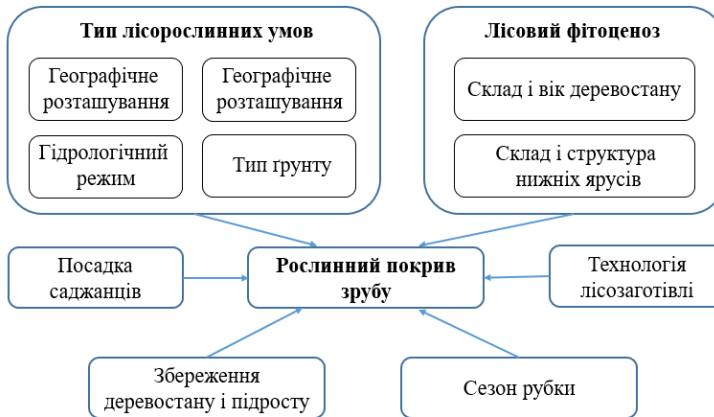 Тип лісорослинних умов
Географічне
розташування
Географічне
розташування
Гідрологічний
режим
Тип ґрунту
Лісовий фітоценоз
Склад і вік деревостану
Склад і структура
нижніх ярусів
Посадка
саджанців
Рослинний покрив
зрубу
Технологія
лісозаготівлі
Збереження
деревостану і підросту
Сезон рубки